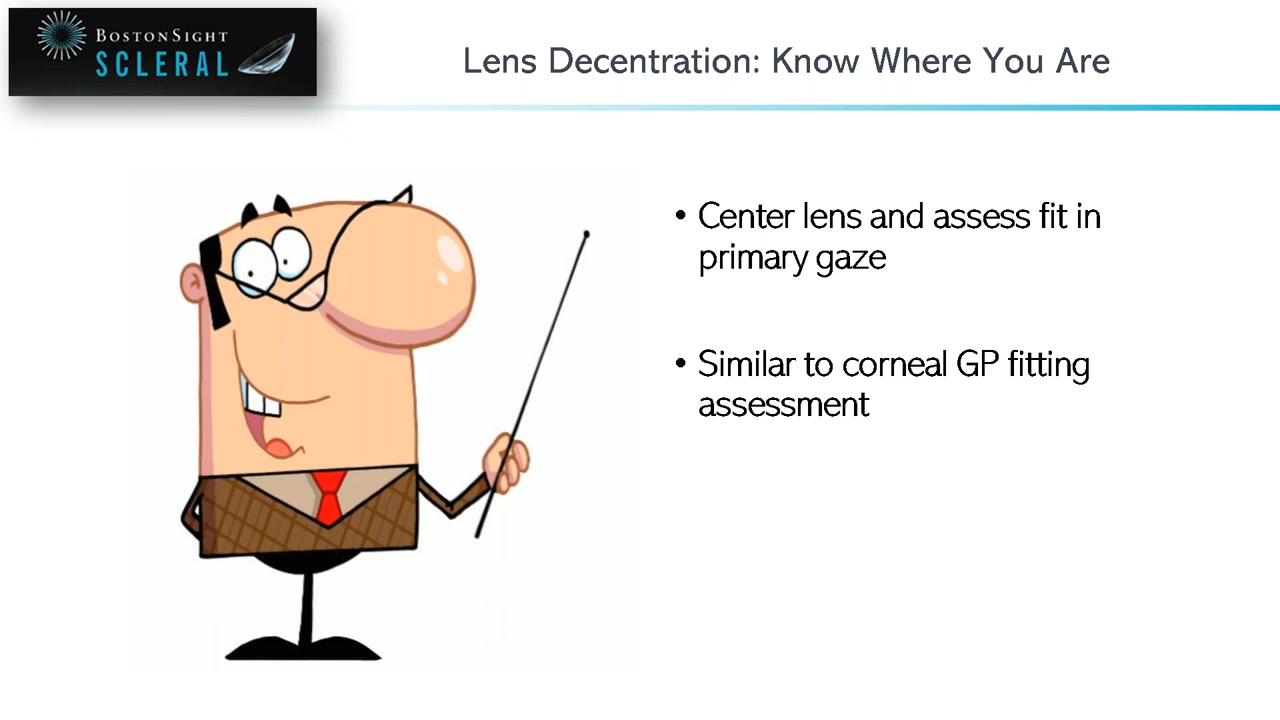 BOSTONSIGHT
SCLERAL
Lens Decentration: Know Where You Are
• Center lens and assess fit in
primary gaze
• Similar to corneal GP fitting
assessment